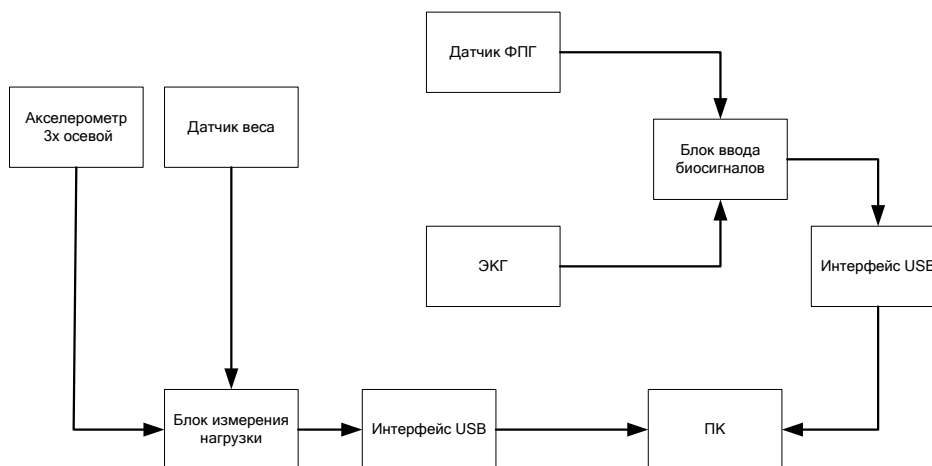 Датчик ФПГ
Акселерометр
3х осевой
Датчик веса
Блок ввода
биосигналов
ЭКГ
Интерфейс USB
Блок измерения
нагрузки
Интерфейс USB
ПК